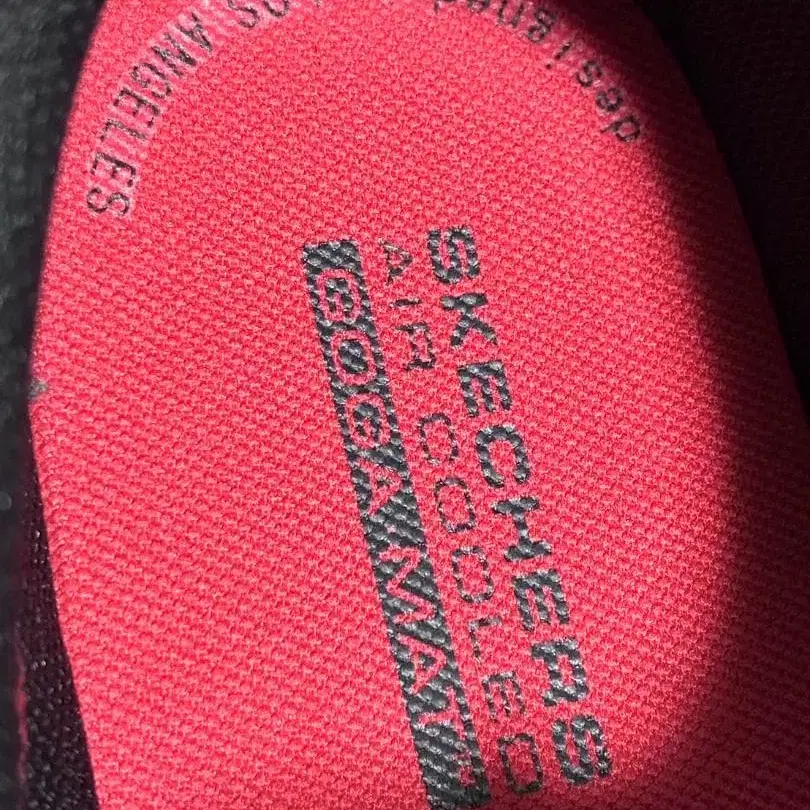 SKECHERS
AIR COOLED
GOGA MAT
designed
LOS ANGELES